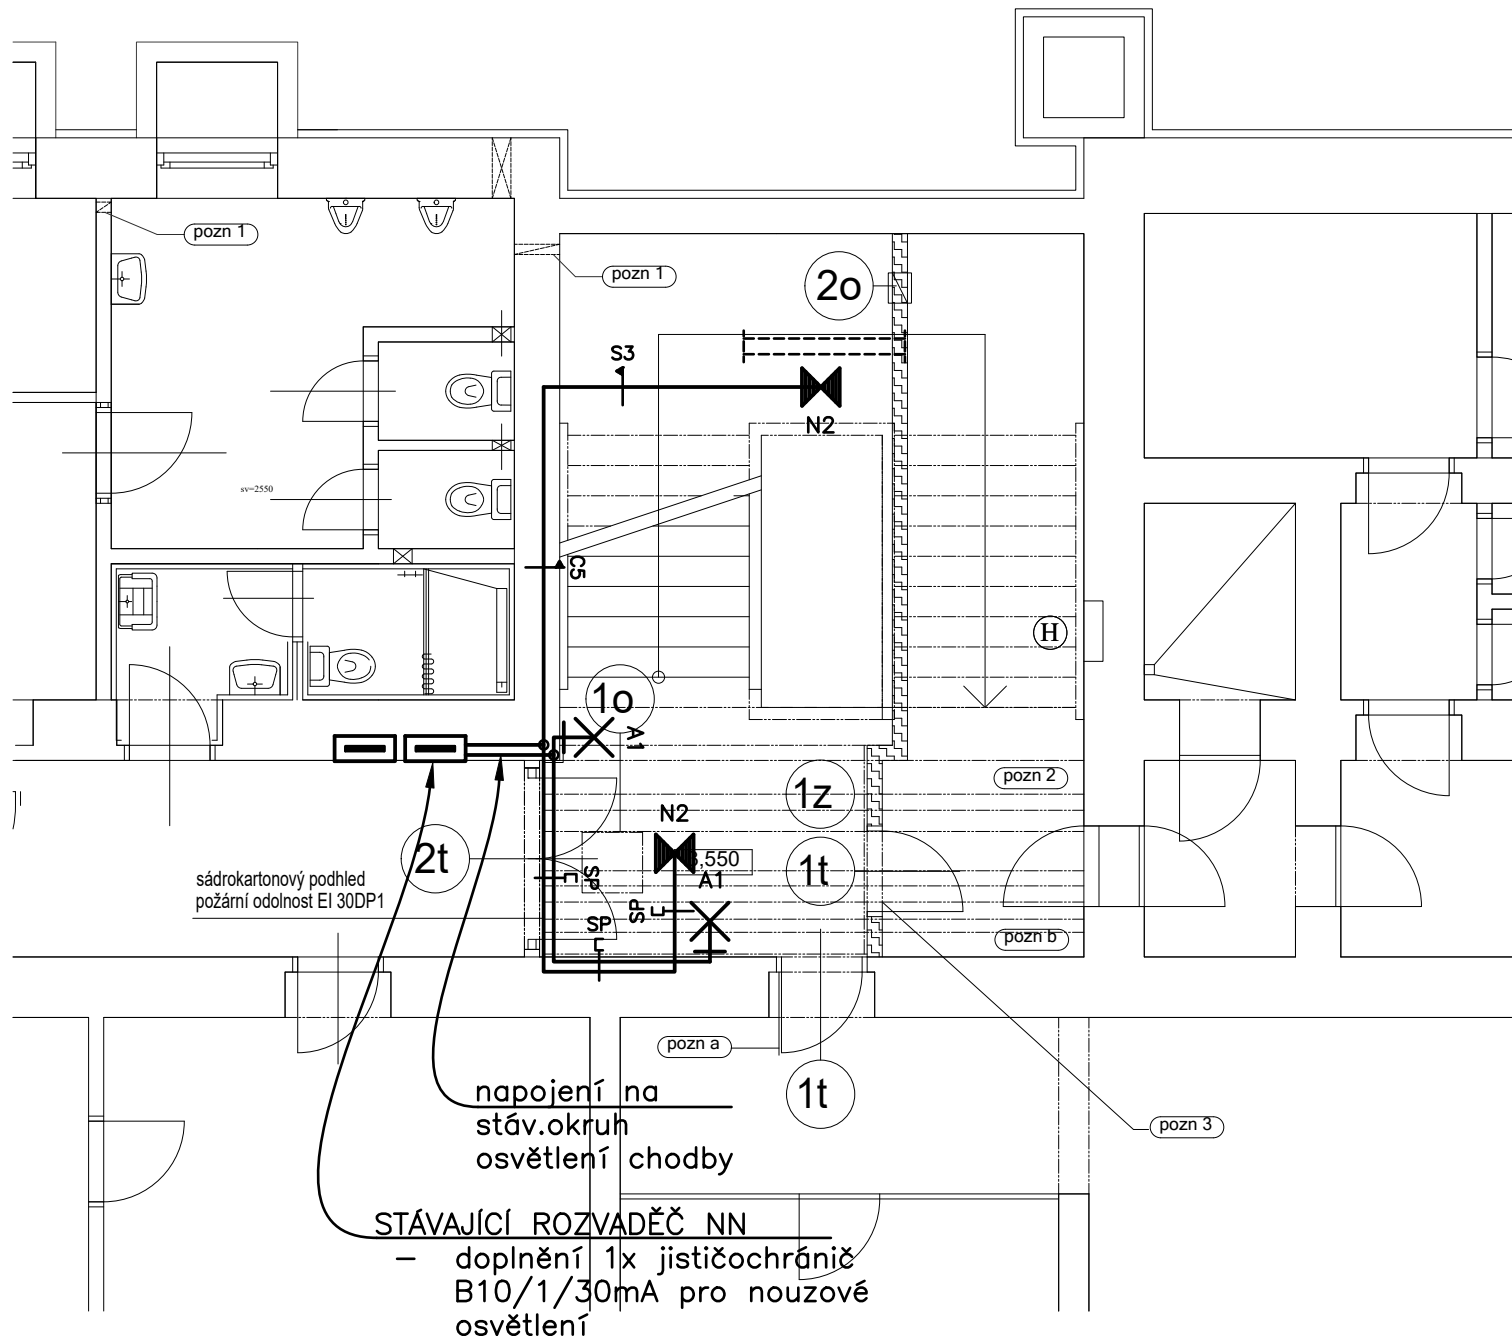 pozn 1
pozn 1
2o
S3
N2
sv=2550
C5
H
1o
A1
pozn 2
1z
N2
2t
,550
1t
A1
sádrokartonový podhled
požární odolnost EI 30DP1
SP
SP
SP
pozn b
pozn a
1t
napojení na
stáv.okruh
osvětlení chodby
pozn 3
STÁVAJÍCÍ ROZVADĚČ NN
– doplnění 1x jističochránič
B10/1/30mA pro nouzové
osvětlení